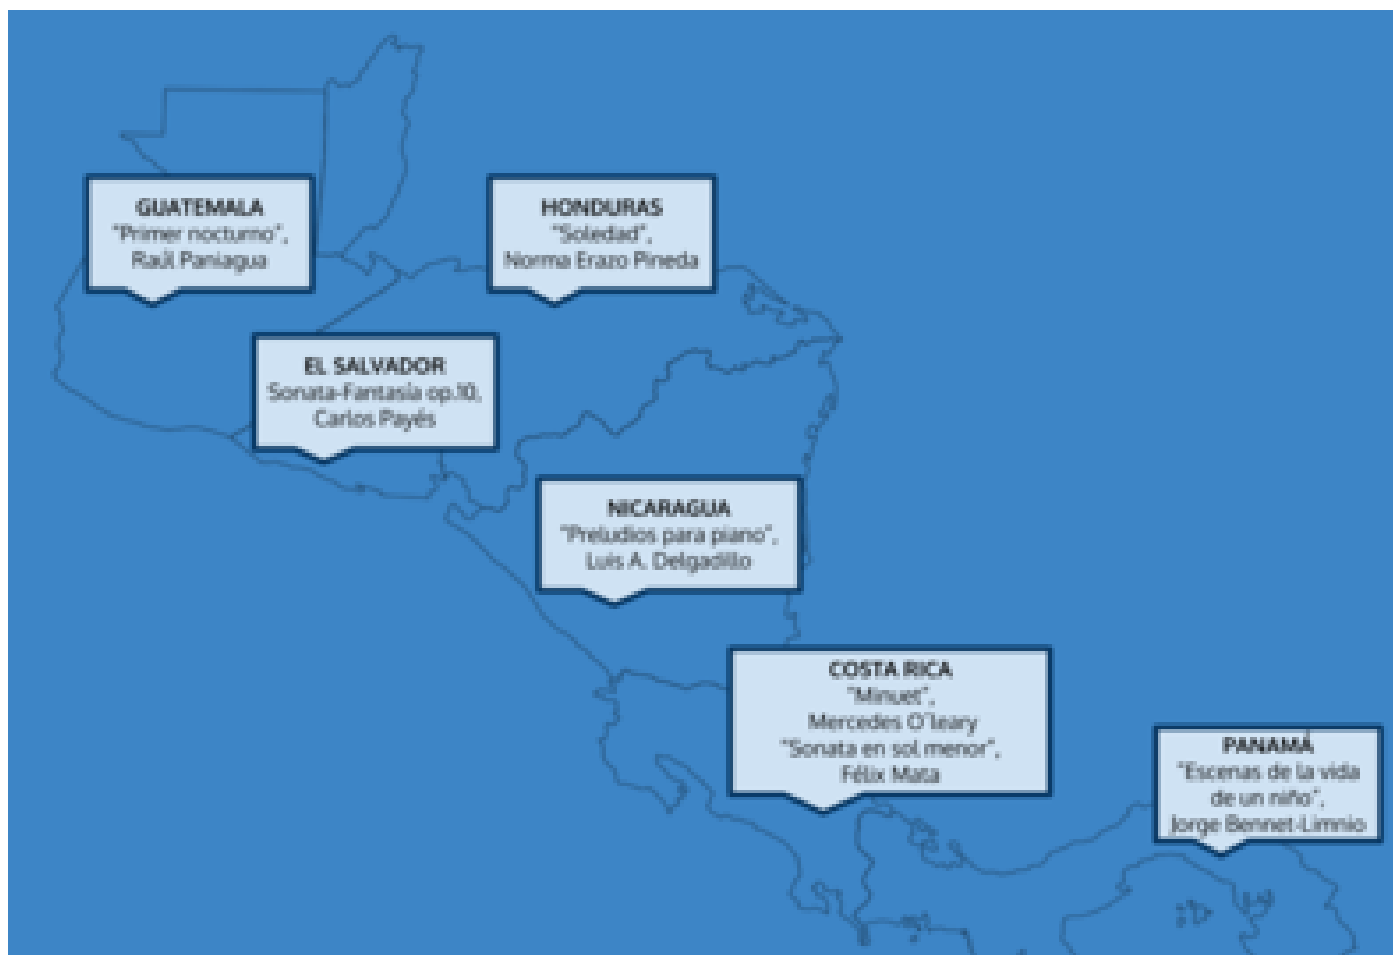 GUATEMALA
“Primer nocturno”,
Raúl Paniagua
HONDURAS
“Soledad”,
Norma Erazo Pineda
EL SALVADOR
Sonata-Fantasía op.10,
Carlos Payés
NICARAGUA
“Preludios para piano”,
Luis A. Delgadillo
COSTA RICA
“Minuet”,
Mercedes O´leary
“Sonata en sol menor”,
Félix Mata
PANAMÁ
“Escenas de la vida
de un niño”,
Jorge Bennet-Limnio